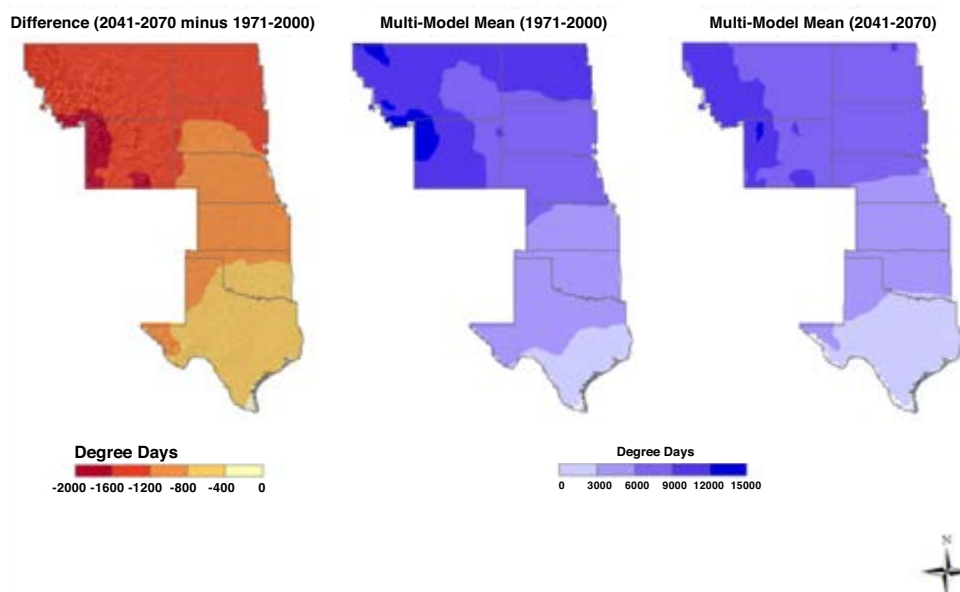 Difference (2041-2070 minus 1971-2000)
Multi-Model Mean (1971-2000)
Multi-Model Mean (2041-2070)
Degree Days
-2000 -1600 -1200 -800 -400 0
Degree Days
0 3000 6000 9000 12000 15000
N